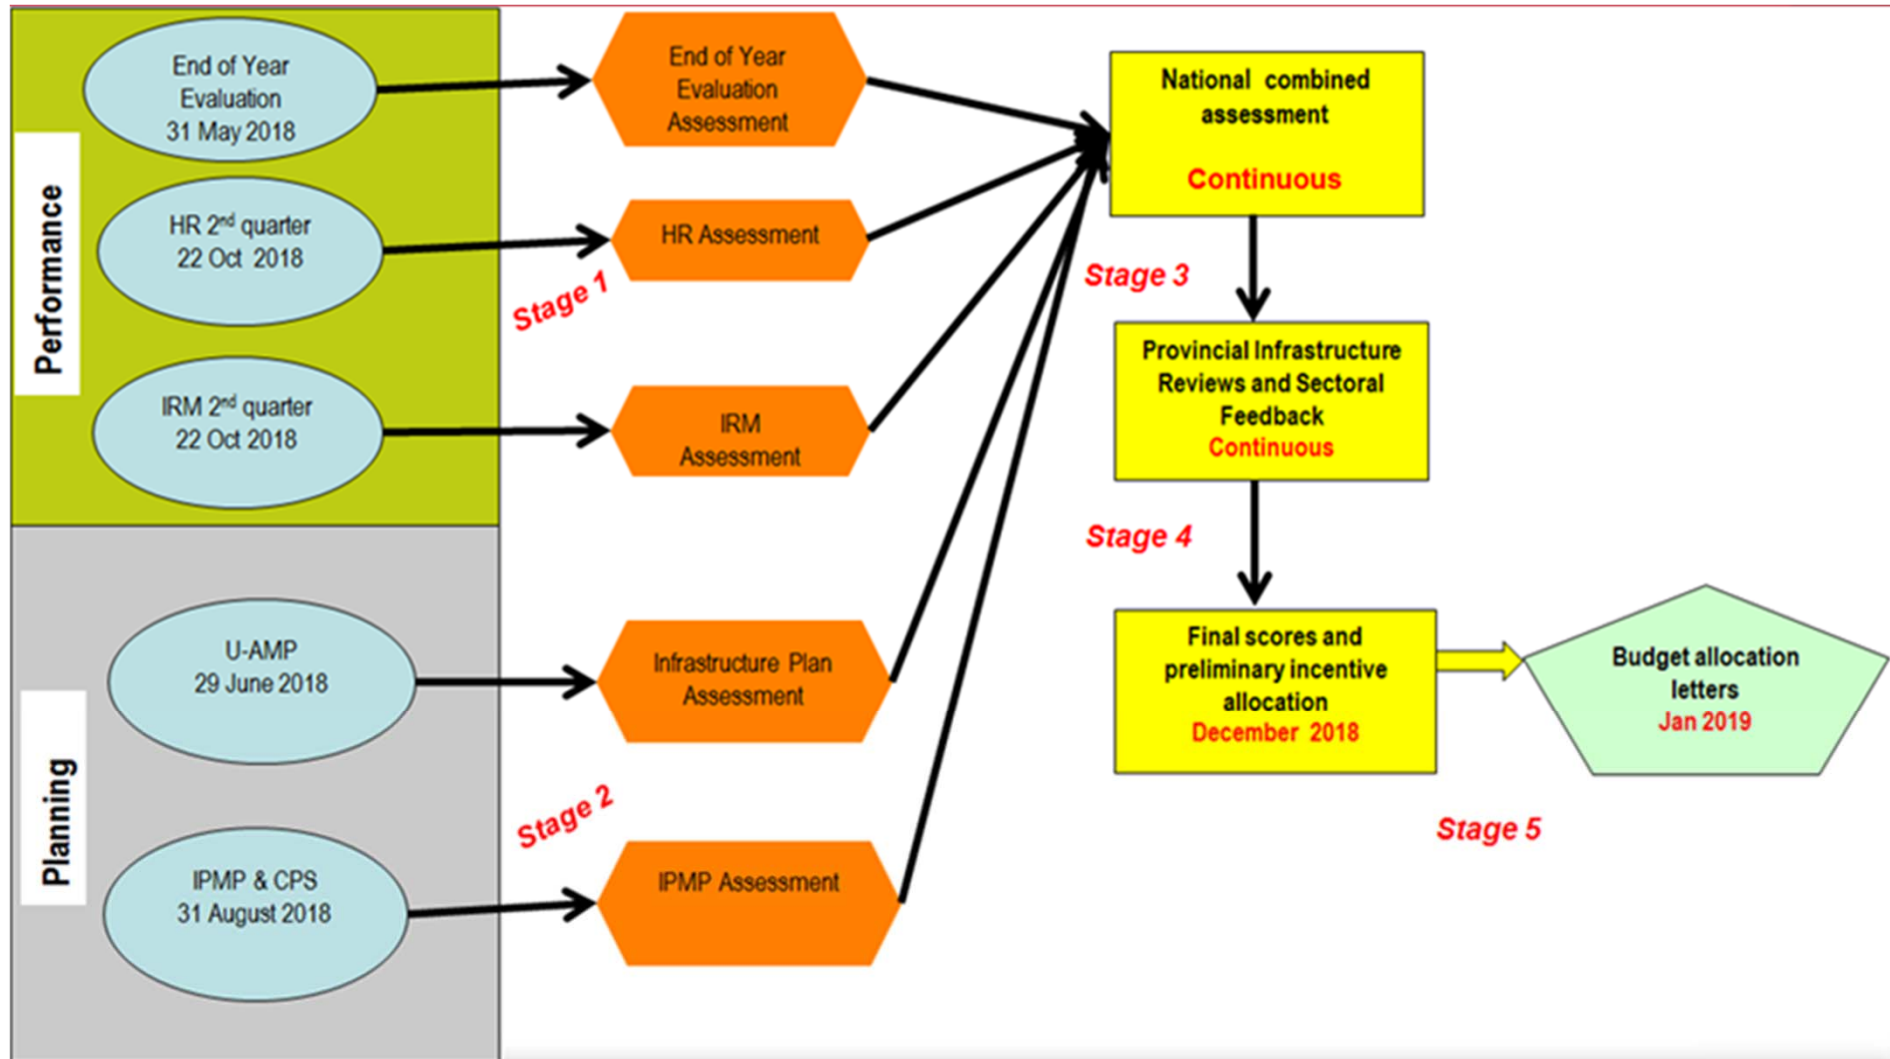 Performance
End of Year
Evaluation
31 May 2018
HR 2nd quarter
22 Oct 2018
IRM 2nd quarter
22 Oct 2018
Planning
U-AMP
29 June 2018
IPMP & CPS
31 August 2018
Stage 1
Stage 2
End of Year
Evaluation
Assessment
HR Assessment
IRM
Assessment
Infrastructure Plan
Assessment
IPMP Assessment
National combined
assessment
Continuous
Stage 3
Provincial Infrastructure
Reviews and Sectoral
Feedback
Continuous
Stage 4
Final scores and
preliminary incentive
allocation
December 2018
Budget allocation
letters
Jan 2019
Stage 5